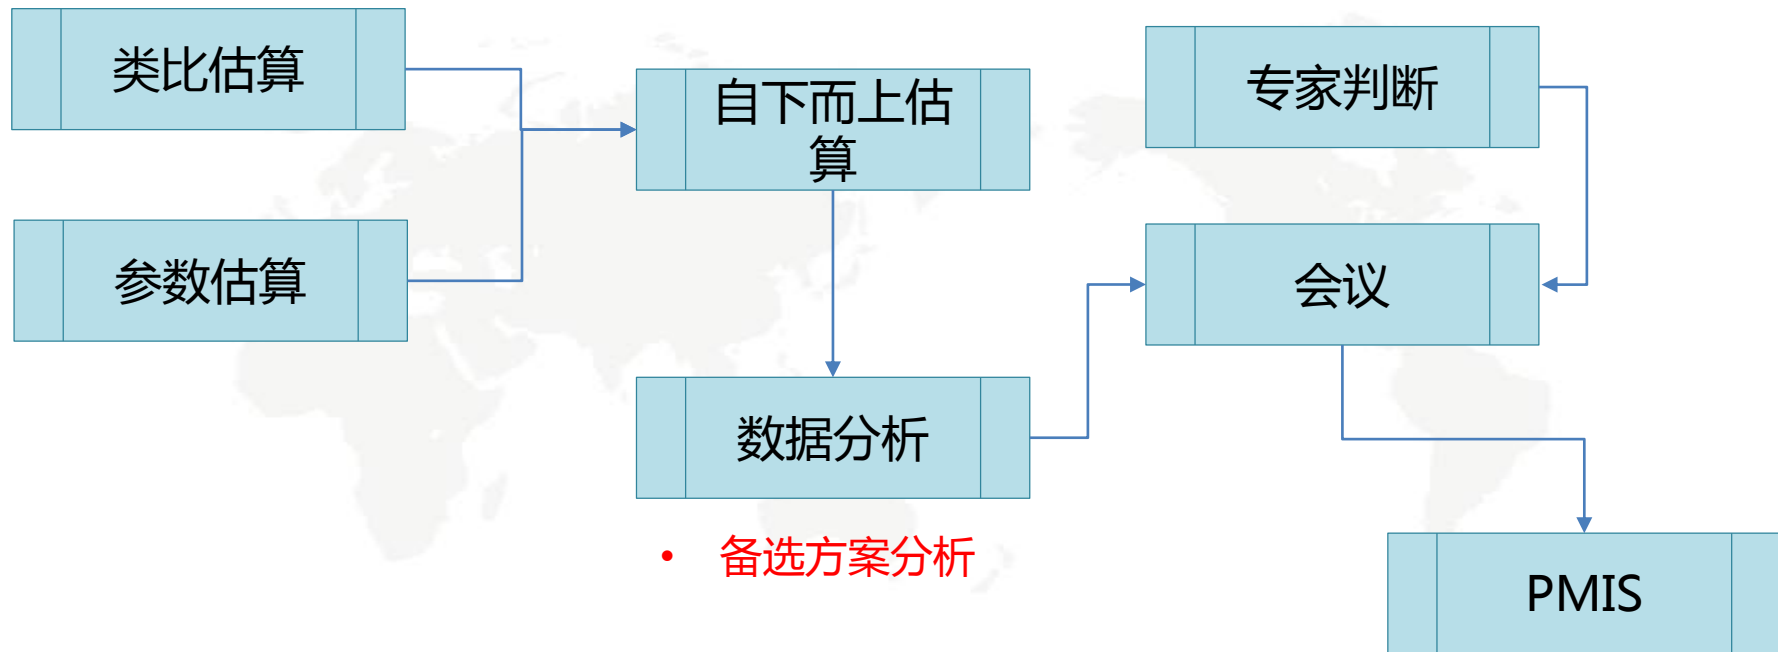 类比估算
专家判断
自下而上估
算
参数估算
会议
数据分析
• 备选方案分析
PMIS